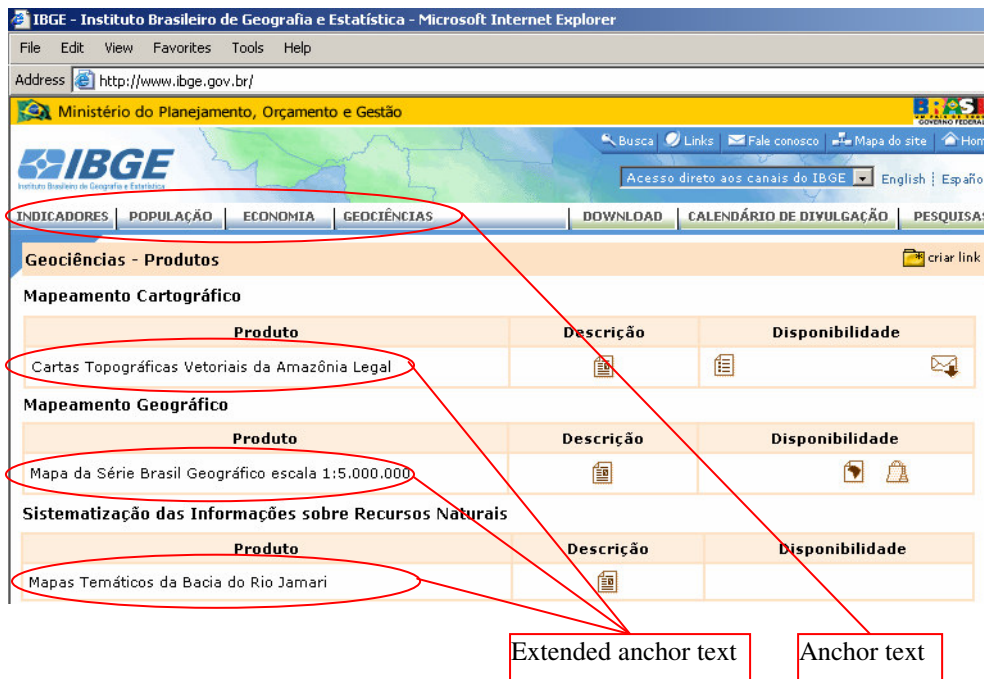 IBGE - Instituto Brasileiro de Geografia e Estatística - Microsoft Internet Explorer
File Edit View Favorites Tools Help
Address http://www.ibge.gov.br/
Ministério do Planejamento, Orçamento e Gestão
BRASI
GOVERNO FEDERAL
Busca Links Fale conosco Mapa do site Hom
IBGE
Instituto Brasileiro de Geografia e Estatística
Acesso direto aos canais do IBGE English Españo
INDICADORES POPULAÇÃO ECONOMIA GEOCIÊNCIAS DOWNLOAD CALENDÁRIO DE DIVULGAÇÃO PESQUISAS
Geociências - Produtos criar link
Mapeamento Cartográfico
Produto Descrição Disponibilidade
Cartas Topográficas Vetoriais da Amazônia Legal
Mapeamento Geográfico
Produto Descrição Disponibilidade
Mapa da Série Brasil Geográfico escala 1:5.000.000
Sistematização das Informações sobre Recursos Naturais
Produto Descrição Disponibilidade
Mapas Temáticos da Bacia do Rio Jamari
Extended anchor text Anchor text